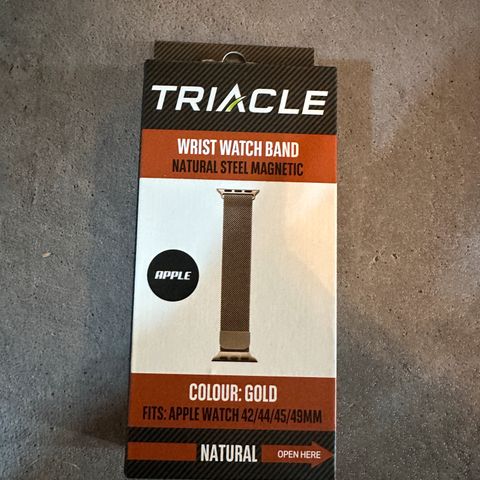 TRIACLE
WRIST WATCH BAND
NATURAL STEEL MAGNETIC
APPLE
COLOUR: GOLD
FITS: APPLE WATCH 42/44/45/49MM
NATURAL OPEN HERE